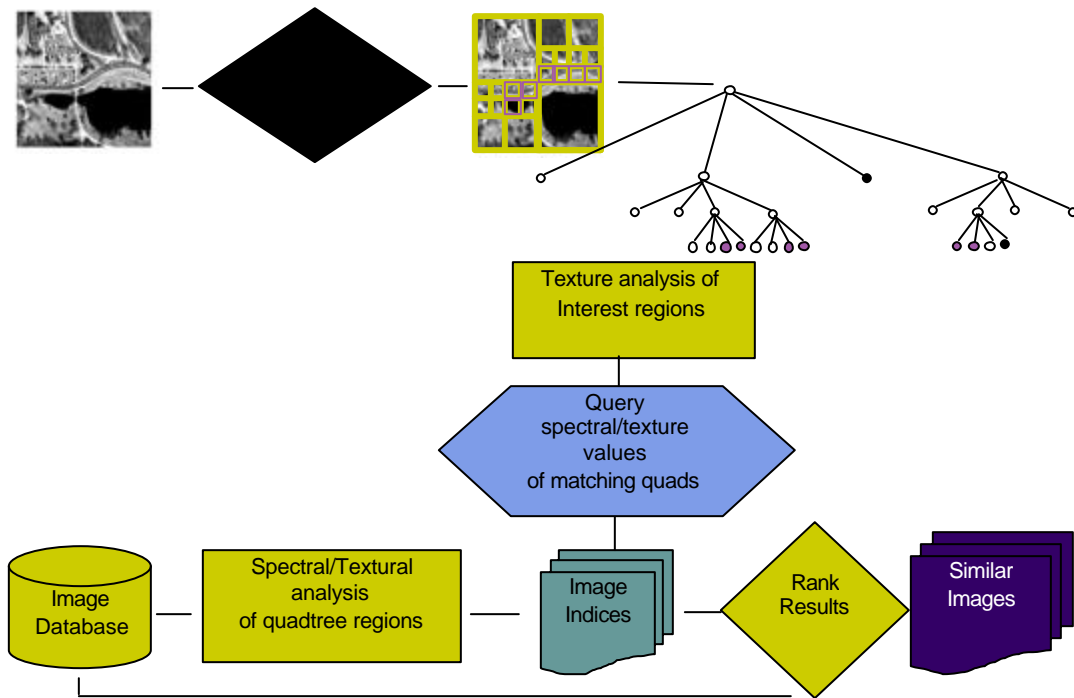 Texture analysis of
Interest regions
Query
spectral/texture
values
of matching quads
Image
Database
Spectral/Textural
analysis
of quadtree regions
Image
Indices
Rank
Results
Similar
Images